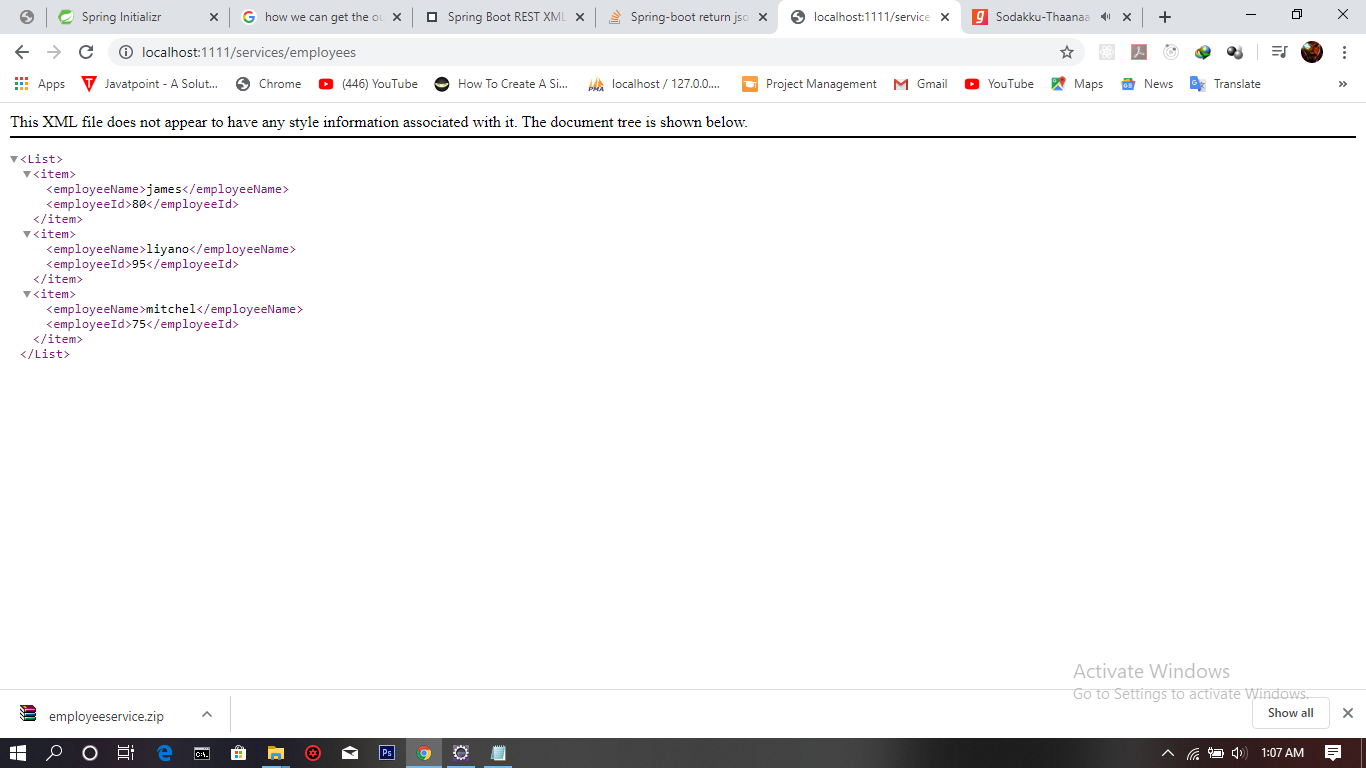 Spring Initializr
how we can get the ou
Spring Boot REST XML
Spring-boot return jso
localhost:1111/service
Sodakku-Thaanaa
localhost:1111/services/employees
Apps
Javatpoint - A Solut...
Chrome
(446) YouTube
How To Create A Si...
localhost / 127.0.0....
Project Management
Gmail
YouTube
Maps
News
Translate
»
This XML file does not appear to have any style information associated with it. The document tree is shown below.
<List>
<item>
<employeeName>james</employeeName>
<employeeId>80</employeeId>
</item>
<item>
<employeeName>liyano</employeeName>
<employeeId>95</employeeId>
</item>
<item>
<employeeName>mitchel</employeeName>
<employeeId>75</employeeId>
</item>
</List>
Activate Windows
Go to Settings to activate Windows.
employeeservice.zip
Show all
Ps
1:07 AM